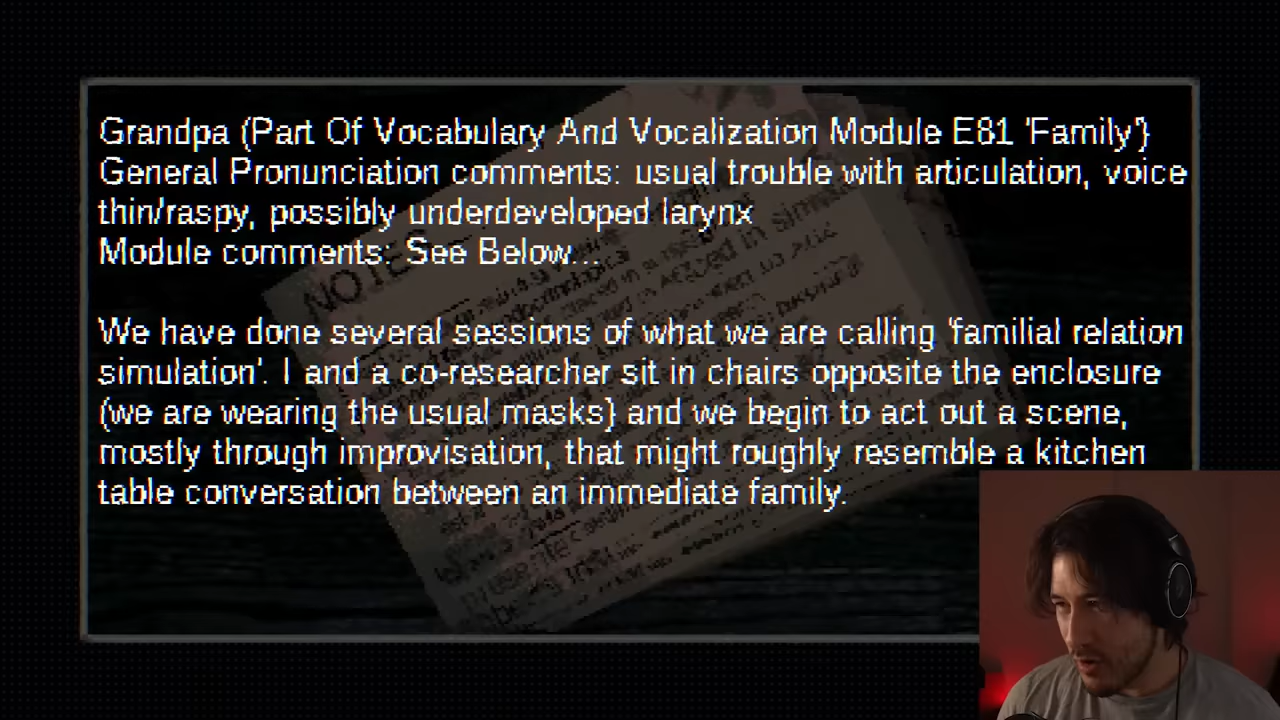 Grandpa (Part Of Vocabulary And Vocalization Module E81 'Family'}
General Pronunciation comments: usual trouble with articulation, voice
thin/raspy, possibly underdeveloped larynx
Module comments: See Below...
We have done several sessions of what we are calling 'familial relation
simulation'. I and a co-researcher sit in chairs opposite the enclosure
(we are wearing the usual masks} and we begin to act out a scene,
mostly through improvisation, that might roughly resemble a kitchen
table conversation between an immediate family.
NOTES